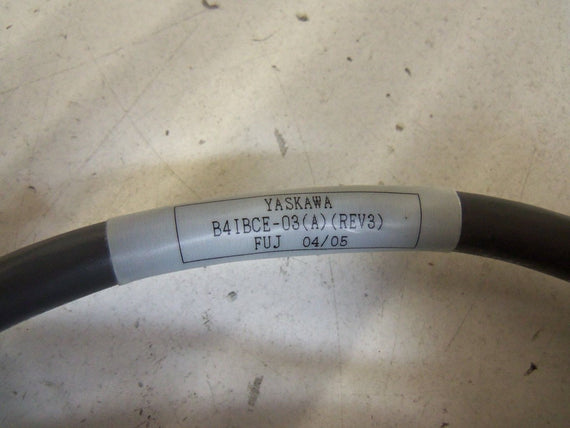 YASKAWA
B4IBCE-03(A)(REV3)
FUJ 04/05